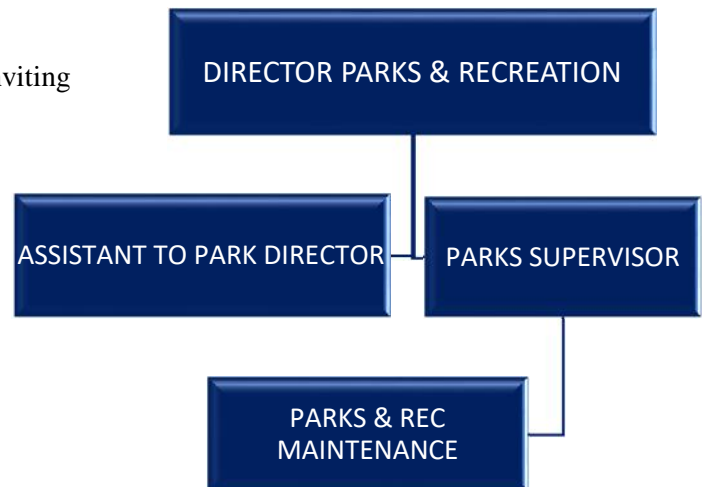 DIRECTOR PARKS & RECREATION
ASSISTANT TO PARK DIRECTOR
PARKS SUPERVISOR
PARKS & REC
MAINTENANCE